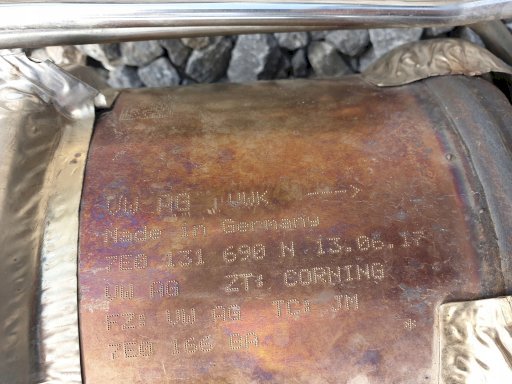 VW AG VWK ---->
Made in Germany
7E0 131 690 N 13.06.17
VW AG ZT: CORNING
FZ: VW AG TC: JM
7E0 166 *